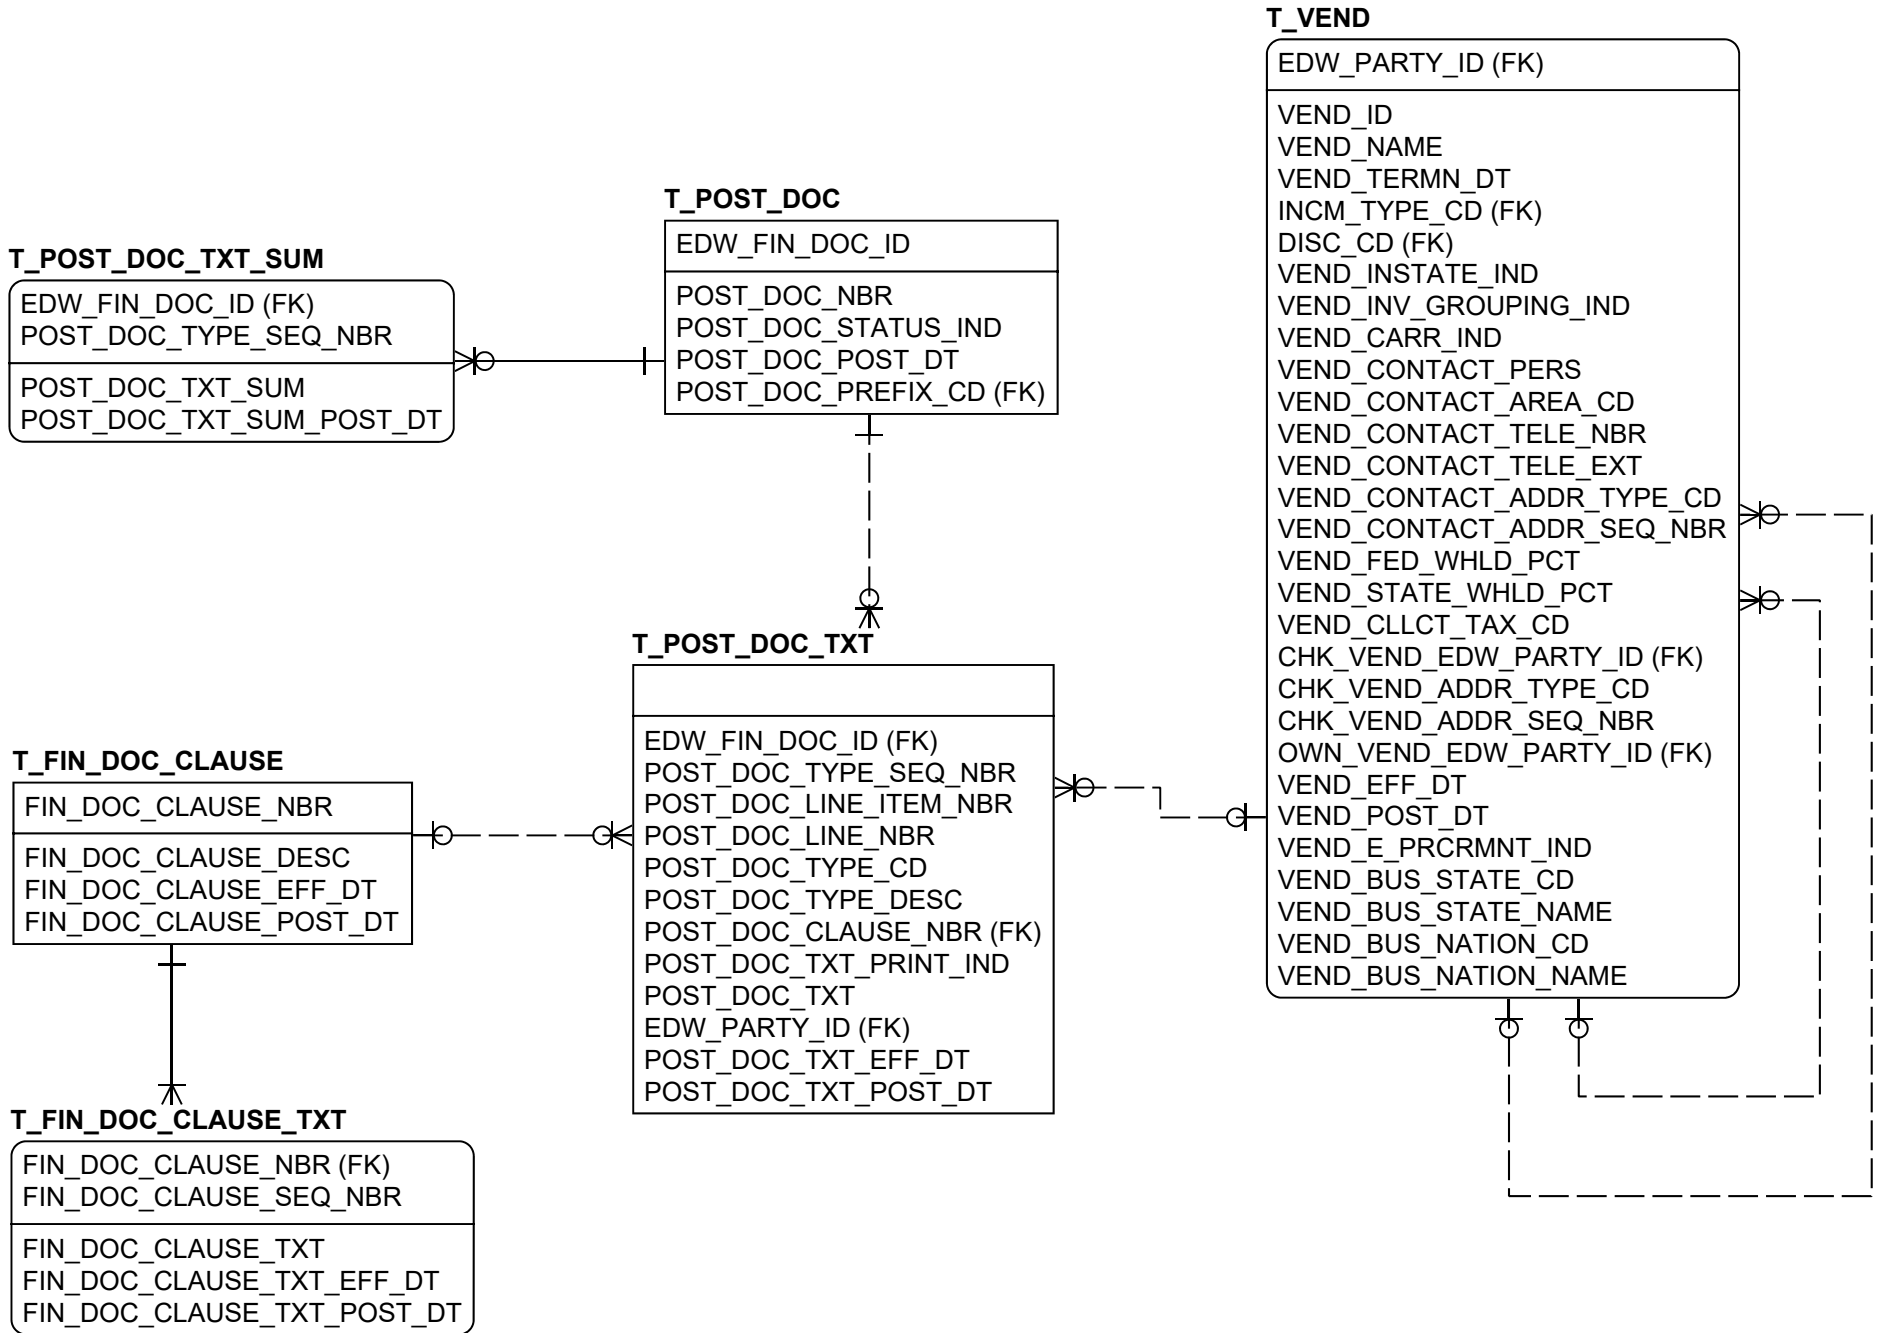 T_VEND
EDW_PARTY_ID (FK)
VEND_ID
VEND_NAME
VEND_TERMN_DT
INCM_TYPE_CD (FK)
DISC_CD (FK)
VEND_INSTATE_IND
VEND_INV_GROUPING_IND
VEND_CARR_IND
VEND_CONTACT_PERS
VEND_CONTACT_AREA_CD
VEND_CONTACT_TELE_NBR
VEND_CONTACT_TELE_EXT
VEND_CONTACT_ADDR_TYPE_CD
VEND_CONTACT_ADDR_SEQ_NBR
VEND_FED_WHLD_PCT
VEND_STATE_WHLD_PCT
VEND_CLLCT_TAX_CD
CHK_VEND_EDW_PARTY_ID (FK)
CHK_VEND_ADDR_TYPE_CD
CHK_VEND_ADDR_SEQ_NBR
OWN_VEND_EDW_PARTY_ID (FK)
VEND_EFF_DT
VEND_POST_DT
VEND_E_PRCRMNT_IND
VEND_BUS_STATE_CD
VEND_BUS_STATE_NAME
VEND_BUS_NATION_CD
VEND_BUS_NATION_NAME
T_POST_DOC
EDW_FIN_DOC_ID
POST_DOC_NBR
POST_DOC_STATUS_IND
POST_DOC_POST_DT
POST_DOC_PREFIX_CD (FK)
T_POST_DOC_TXT_SUM
EDW_FIN_DOC_ID (FK)
POST_DOC_TYPE_SEQ_NBR
POST_DOC_TXT_SUM
POST_DOC_TXT_SUM_POST_DT
T_POST_DOC_TXT
EDW_FIN_DOC_ID (FK)
POST_DOC_TYPE_SEQ_NBR
POST_DOC_LINE_ITEM_NBR
POST_DOC_LINE_NBR
POST_DOC_TYPE_CD
POST_DOC_TYPE_DESC
POST_DOC_CLAUSE_NBR (FK)
POST_DOC_TXT_PRINT_IND
POST_DOC_TXT
EDW_PARTY_ID (FK)
POST_DOC_TXT_EFF_DT
POST_DOC_TXT_POST_DT
T_FIN_DOC_CLAUSE
FIN_DOC_CLAUSE_NBR
FIN_DOC_CLAUSE_DESC
FIN_DOC_CLAUSE_EFF_DT
FIN_DOC_CLAUSE_POST_DT
T_FIN_DOC_CLAUSE_TXT
FIN_DOC_CLAUSE_NBR (FK)
FIN_DOC_CLAUSE_SEQ_NBR
FIN_DOC_CLAUSE_TXT
FIN_DOC_CLAUSE_TXT_EFF_DT
FIN_DOC_CLAUSE_TXT_POST_DT